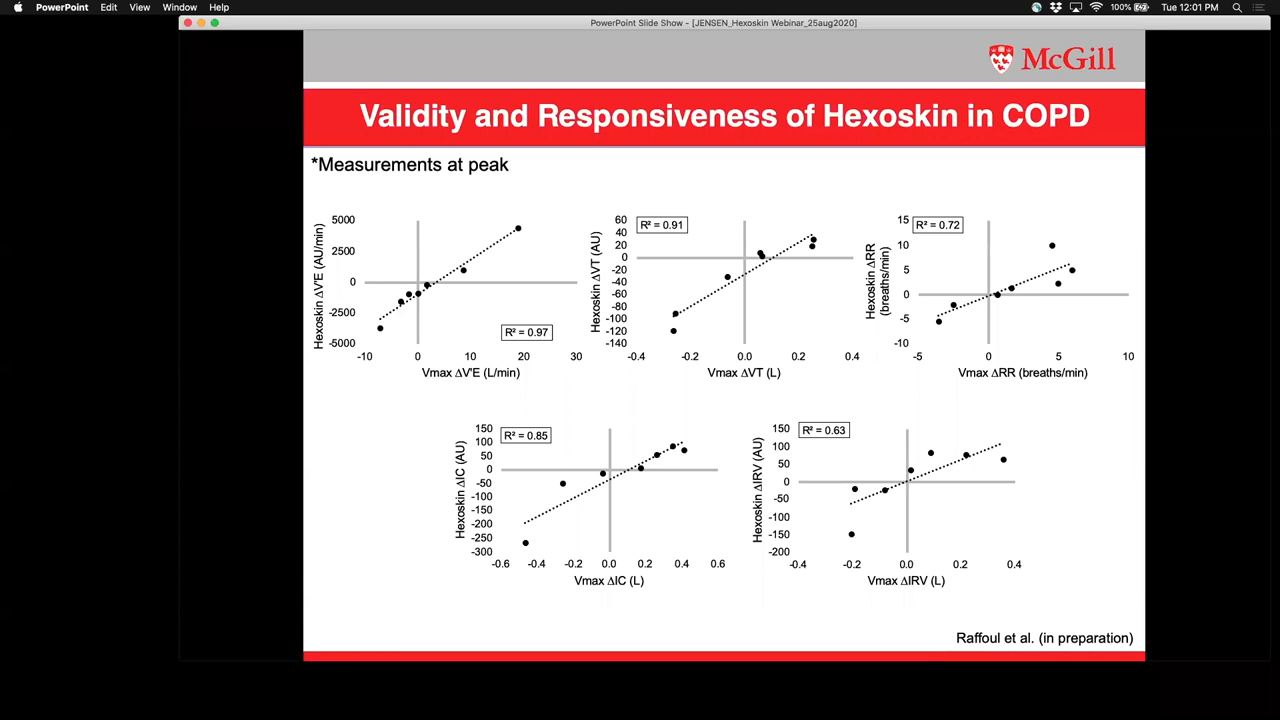 PowerPoint Edit View Window Help 100% Tue 12:01 PM
PowerPoint Slide Show - [JENSEN_Hexoskin Webinar_25aug2020]
McGill
Validity and Responsiveness of Hexoskin in COPD
*Measurements at peak
Hexoskin ΔV'E (AU/min)
5000
2500
0
-2500
-5000
-10 0 10 20 30
R² = 0.97
Vmax ΔV'E (L/min)
Hexoskin ΔVT (AU)
60
40
20
0
-20
-40
-60
-80
-100
-120
-140
R² = 0.91
-0.4 -0.2 0.0 0.2 0.4
Vmax ΔVT (L)
Hexoskin ΔRR
(breaths/min)
15
10
5
0
-5
-10
R² = 0.72
-5 0 5 10
Vmax ΔRR (breaths/min)
Hexoskin ΔIC (AU)
150
100
50
0
-50
-100
-150
-200
-250
-300
R² = 0.85
-0.6 -0.4 -0.2 0.0 0.2 0.4 0.6
Vmax ΔIC (L)
Hexoskin ΔIRV (AU)
150
100
50
0
-50
-100
-150
-200
R² = 0.63
-0.4 -0.2 0.0 0.2 0.4
Vmax ΔIRV (L)
Raffoul et al. (in preparation)